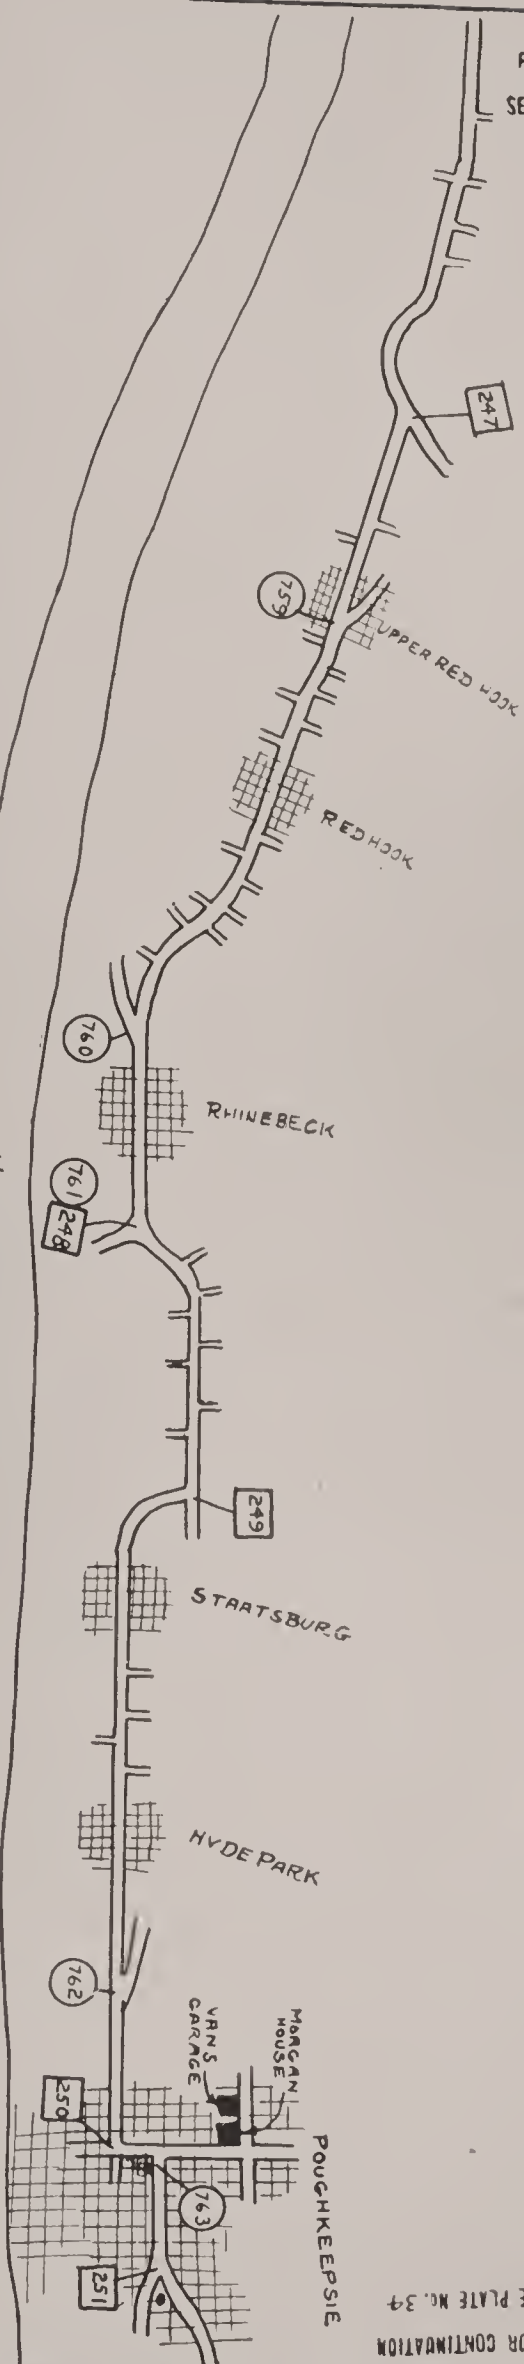 SE
247
759
UPPER RED HOOK
RED HOOK
760
RHINEBECK
761
248
249
STAATSBURG
HYDE PARK
762
VANS
GARAGE
MORGAN
HOUSE
250
763
POUGHKEEPSIE
251
E PLATE No. 34
OR CONTINUATION